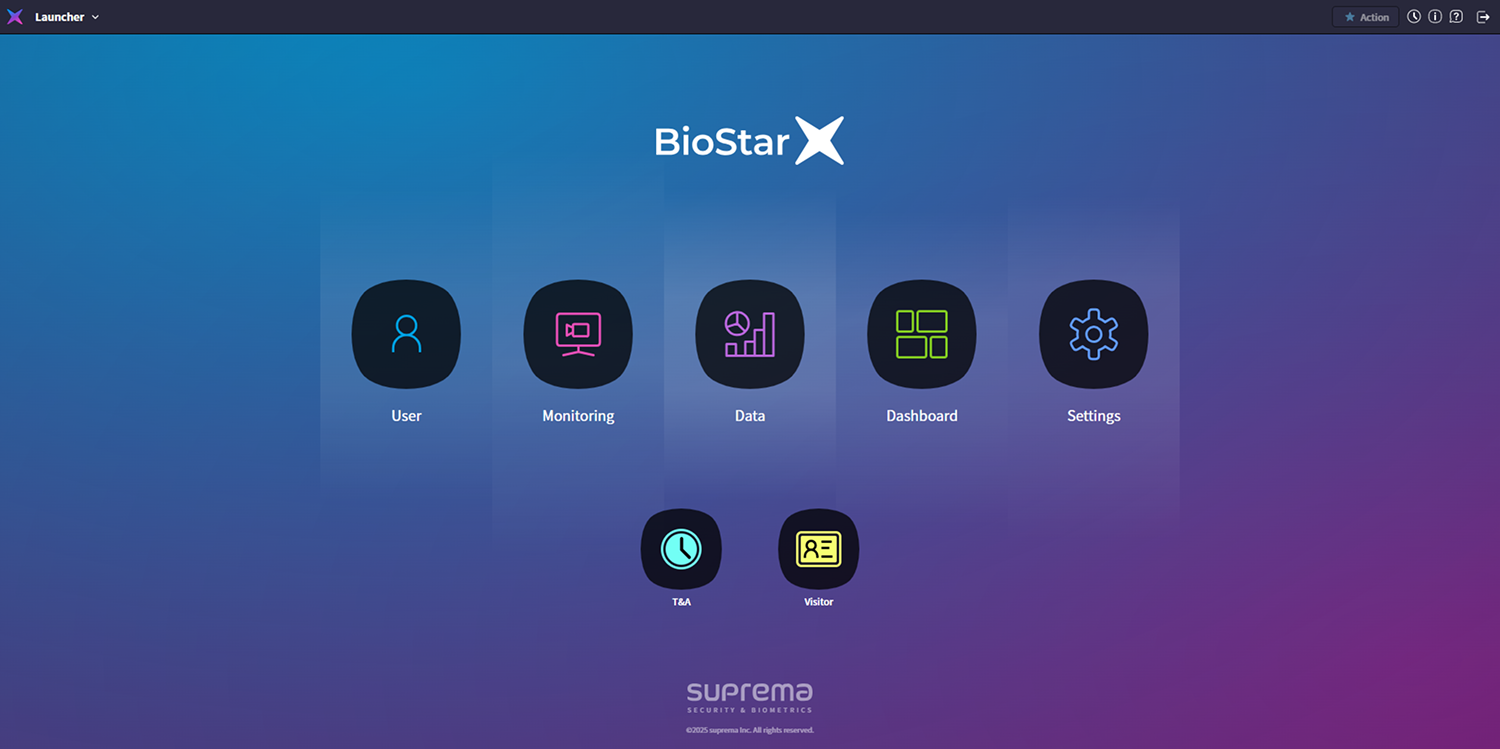 Launcher
Action
BioStar X
User
Monitoring
Data
Dashboard
Settings
T&A
Visitor
suprema
SECURITY & BIOMETRICS
©2025 suprema Inc. All rights reserved.